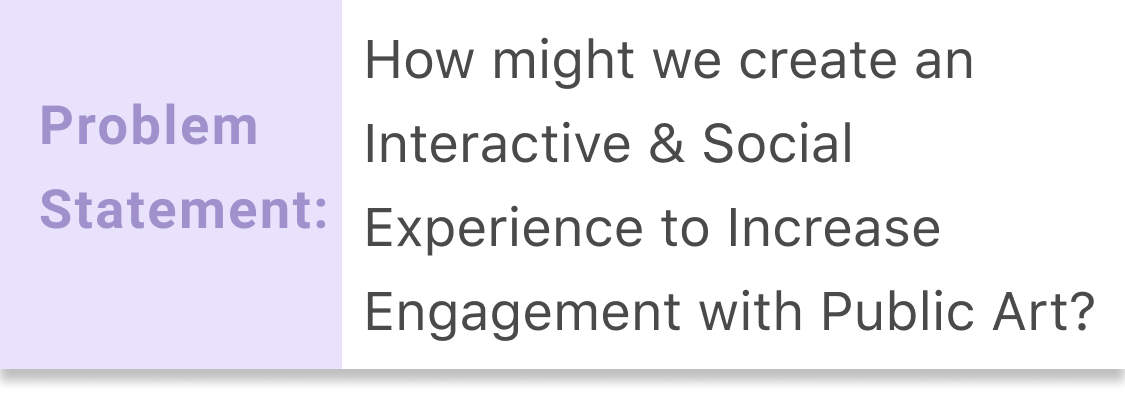 Problem
Statement:
How might we create an
Interactive & Social
Experience to Increase
Engagement with Public Art?